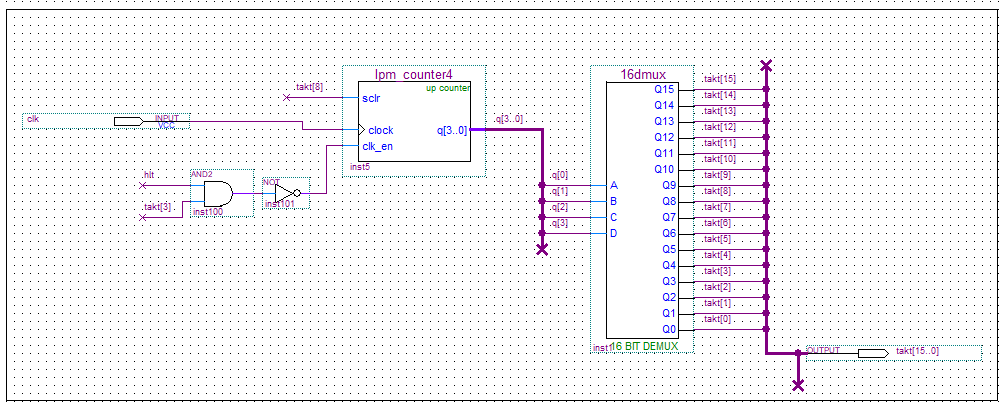 lpm_counter4
up counter
takt[8]
sclr
clk
INPUT
VCC
clock
q[3..0]
q[3..0]
clk_en
inst5
hlt
AND2
takt[3]
inst100
NOT
inst101
16dmux
q[0]
A
q[1]
B
q[2]
C
q[3]
D
Q15
takt[15]
Q14
takt[14]
Q13
takt[13]
Q12
takt[12]
Q11
takt[11]
Q10
takt[10]
Q9
takt[9]
Q8
takt[8]
Q7
takt[7]
Q6
takt[6]
Q5
takt[5]
Q4
takt[4]
Q3
takt[3]
Q2
takt[2]
Q1
takt[1]
Q0
takt[0]
inst1
16 BIT DEMUX
OUTPUT
takt[15..0]